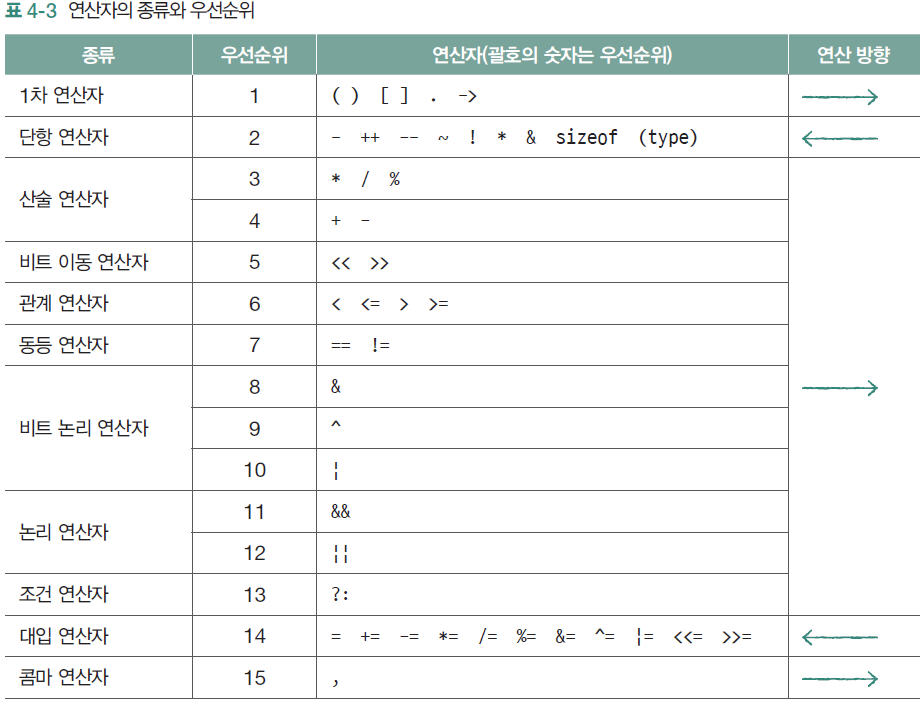 표 4-3 연산자의 종류와 우선순위
종류 우선순위 연산자(괄호의 숫자는 우선순위) 연산 방향
1차 연산자 1 ( ) [ ] . ->
단항 연산자 2 - ++ -- ~ ! * & sizeof (type)
산술 연산자 3 * / %
4 + -
비트 이동 연산자 5 << >>
관계 연산자 6 < <= > >=
동등 연산자 7 == !=
비트 논리 연산자 8 &
9 ^
10 ¦
논리 연산자 11 &&
12 ¦¦
조건 연산자 13 ?:
대입 연산자 14 = += -= *= /= %= &= ^= ¦= <<= >>=
콤마 연산자 15 ,